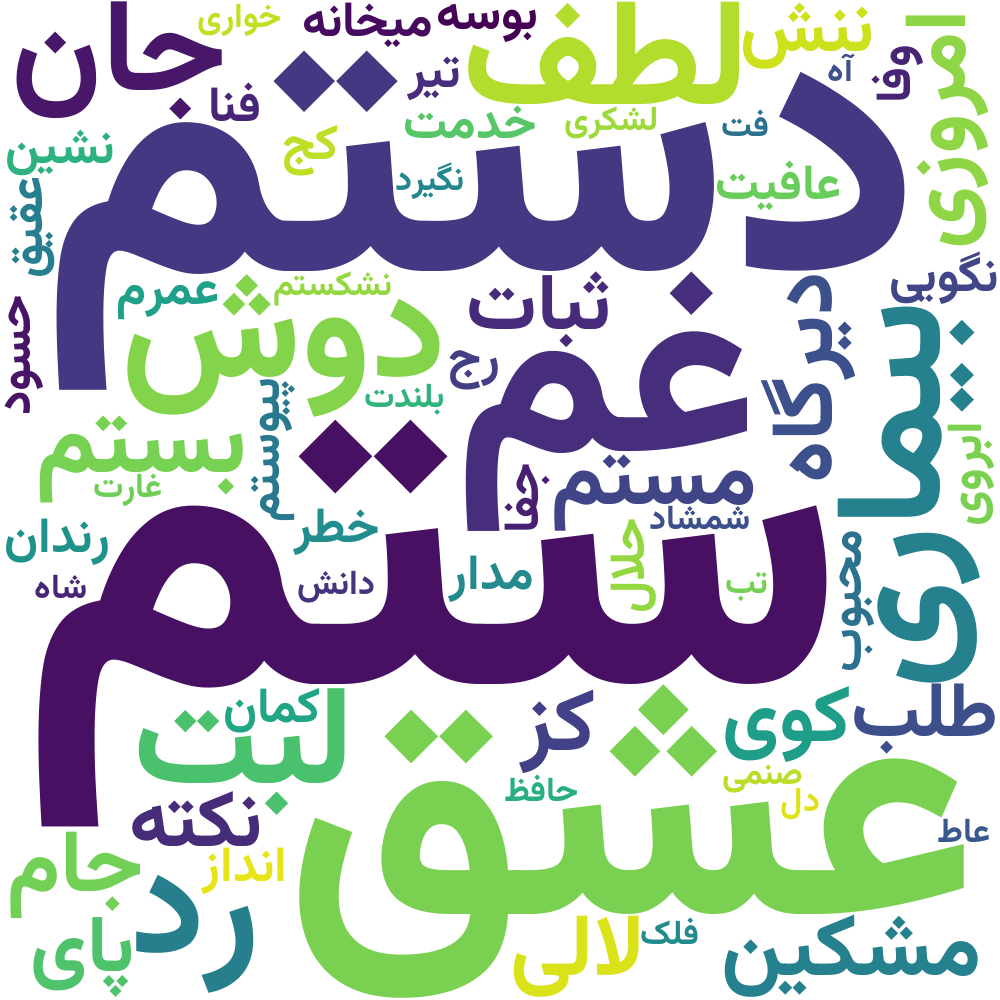 جان
خواری
میخانه
بوسه
لطف
ننش
امروزی
وفا
آه
تیر
فنا
دستم
کج
خدمت
لشکری
فت
نشین
نگیرد
عافیت
عقیق
نگویی
حسود
عمرم
نشکستم
ثبات
دیرگاه
بیماری
دوش
رج
بلندت
غم
پیوستم
ابروی
بستم
غارت
مستم
جفا
شمشاد
رندان
خطر
ستم
شاه
دانش
مدار
حلال
تب
محبوب
لبت
کمان
کز
کوی
طلب
عشق
صنمی
دل
حافظ
نکته
عاط
جام
انداز
رد
پای
لالی
فلک
مشکین